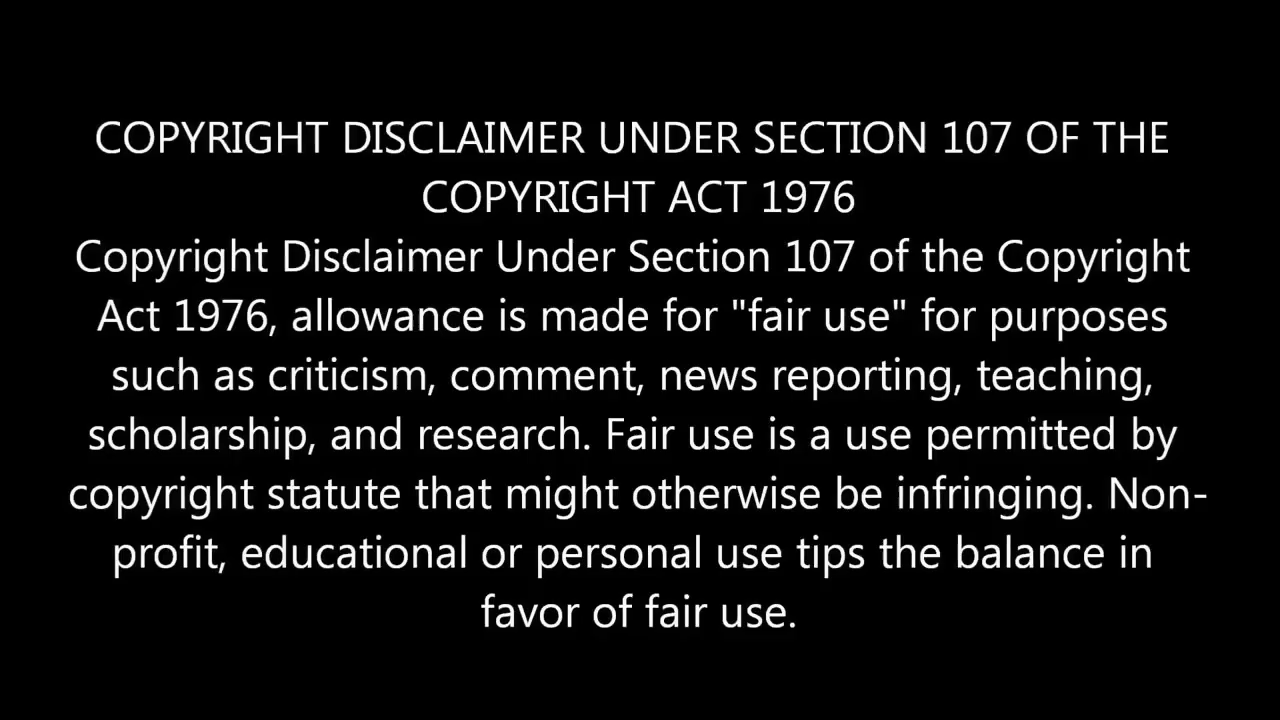 COPYRIGHT DISCLAIMER UNDER SECTION 107 OF THE
COPYRIGHT ACT 1976
Copyright Disclaimer Under Section 107 of the Copyright
Act 1976, allowance is made for "fair use" for purposes
such as criticism, comment, news reporting, teaching,
scholarship, and research. Fair use is a use permitted by
copyright statute that might otherwise be infringing. Non-
profit, educational or personal use tips the balance in
favor of fair use.